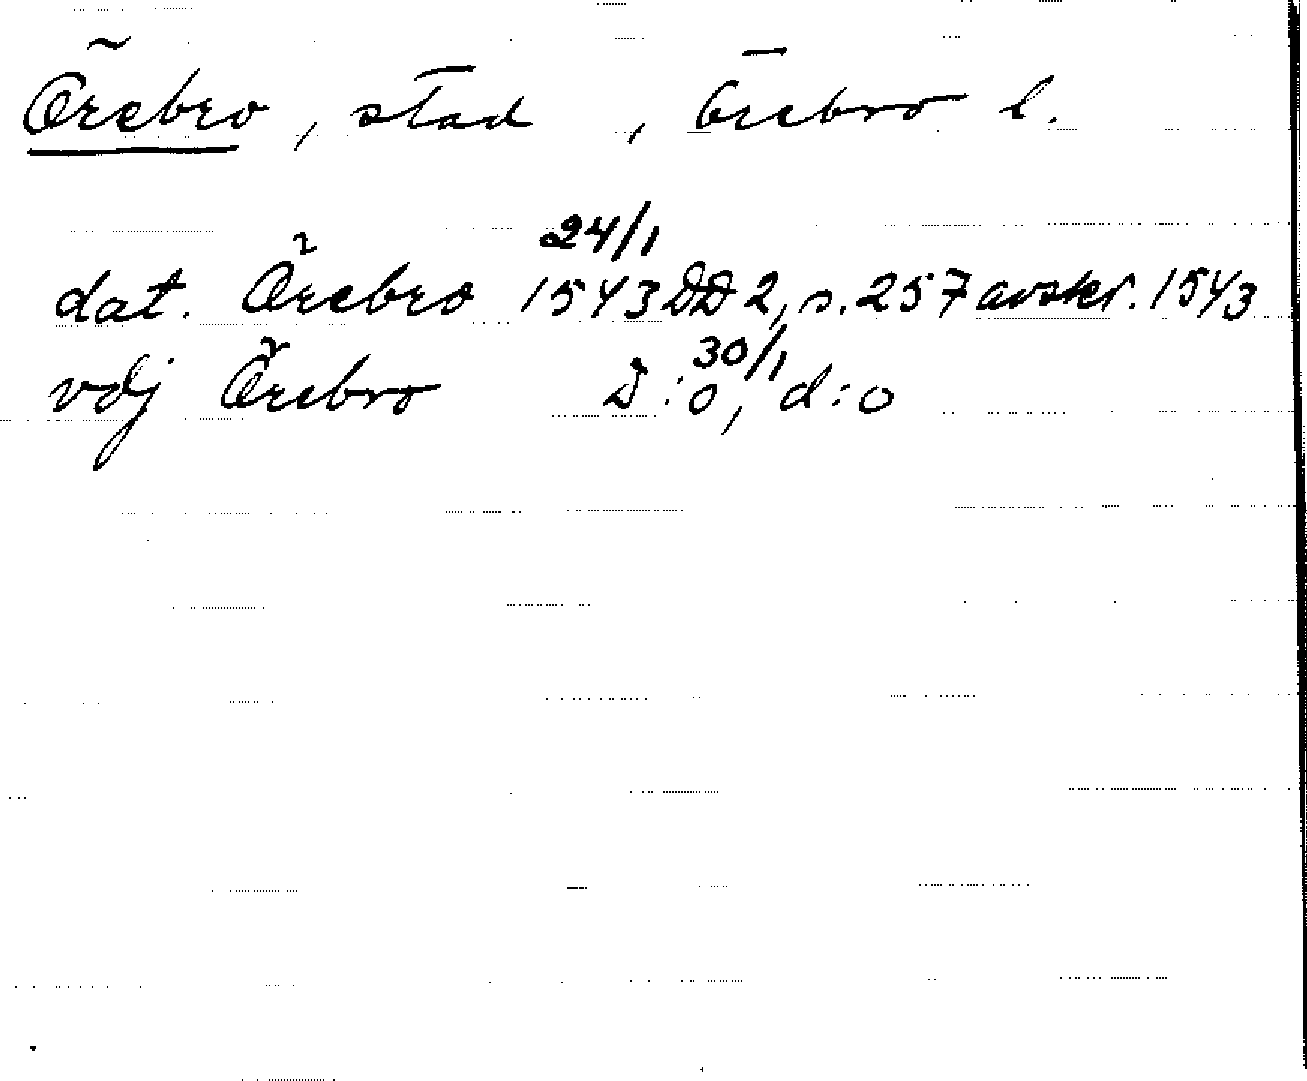 Örebro, stad, Örebro l.
24/1
dat. Örebro 1543 DD 2, s. 257 avskr. 1543
30/1
vdj Örebro D:o, d:o